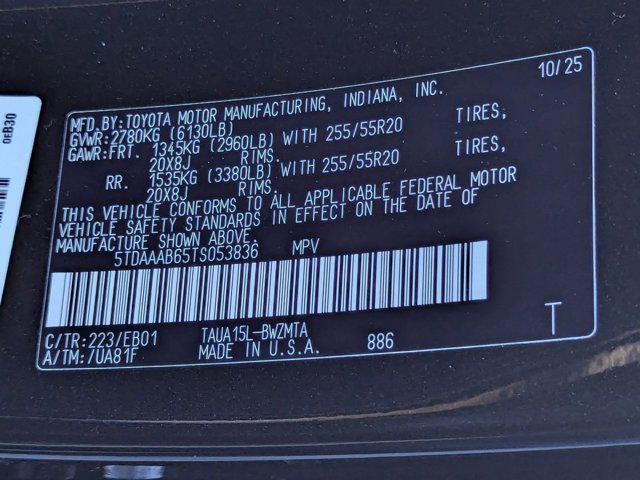 0EB30
10/25
MFD.BY:TOYOTA MOTOR MANUFACTURING, INDIANA, INC.
GVWR:2780KG (6130LB)
GAWR:FRT. 1345KG (2960LB) WITH 255/55R20 TIRES,
20X8J RIMS.
RR. 1535KG (3380LB) WITH 255/55R20 TIRES,
20X8J RIMS.
THIS VEHICLE CONFORMS TO ALL APPLICABLE FEDERAL MOTOR
VEHICLE SAFETY STANDARDS IN EFFECT ON THE DATE OF
MANUFACTURE SHOWN ABOVE.
5TDAAAB65TS053836 MPV
C/TR:223/EB01 TAUA15L-BWZMTA T
A/TM:/UA81F MADE IN U.S.A. 886